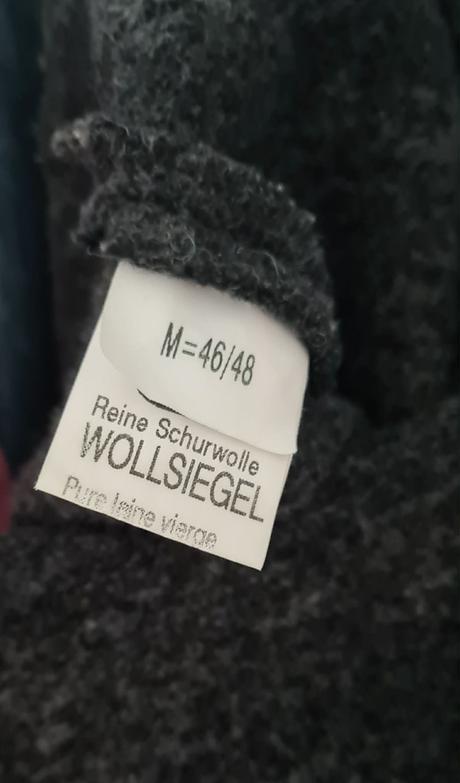 M=46/48
Reine Schurwolle
WOLLSIEGEL
Pure laine vierge